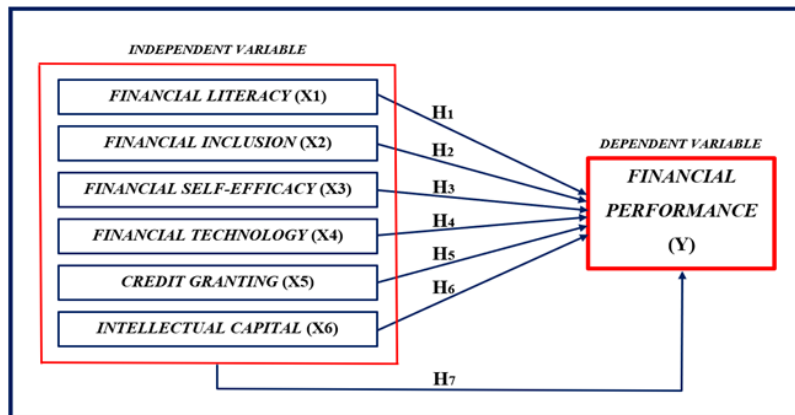 INDEPENDENT VARIABLE
FINANCIAL LITERACY (X1)
FINANCIAL INCLUSION (X2)
FINANCIAL SELF-EFFICACY (X3)
FINANCIAL TECHNOLOGY (X4)
CREDIT GRANTING (X5)
INTELLECTUAL CAPITAL (X6)
H1
H2
H3
H4
H5
H6
H7
DEPENDENT VARIABLE
FINANCIAL
PERFORMANCE
(Y)